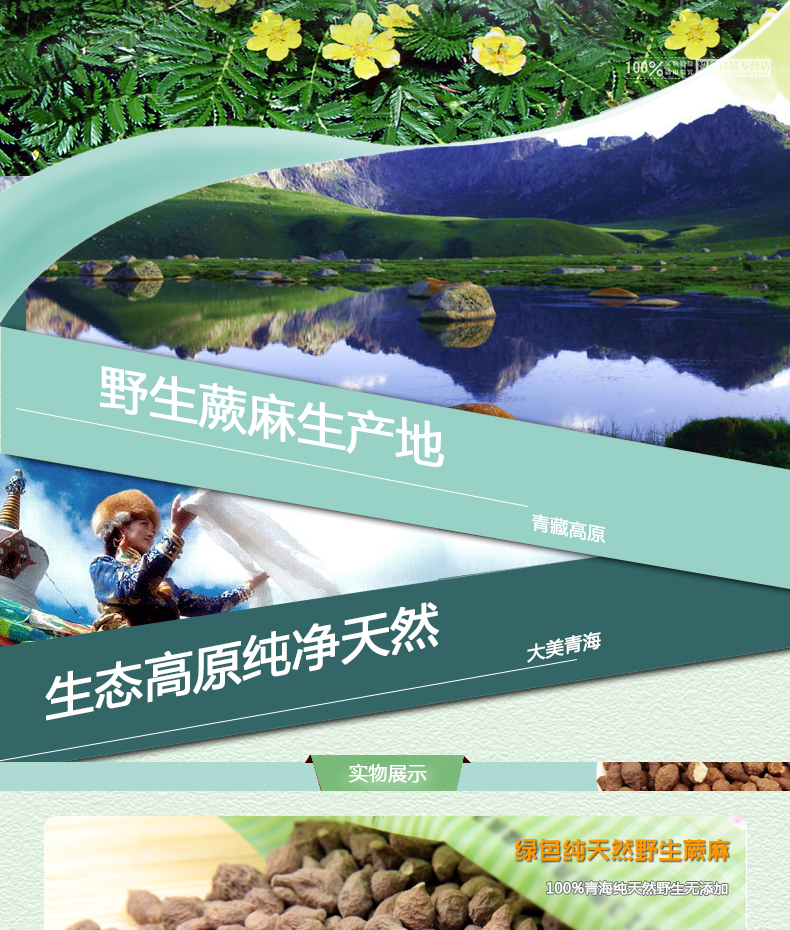 100%
野生蕨麻生产地
青藏高原
生态高原纯净天然
大美青海
实物展示
绿色纯天然野生蕨麻
100%青海纯天然野生无添加